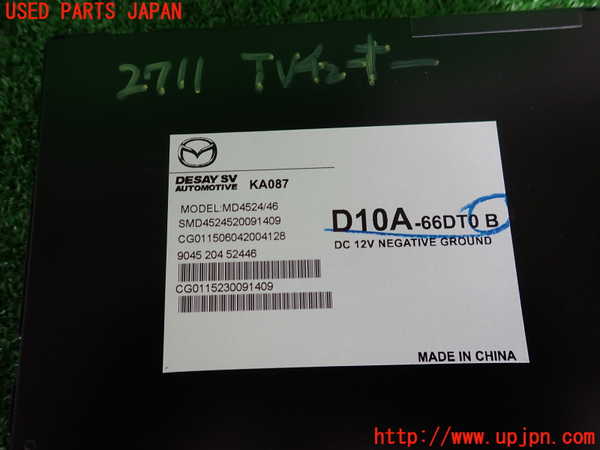 USED PARTS JAPAN
2711 TVチューナー
DESAY SV
AUTOMOTIVE KA087
MODEL:MD4524/46
SMD4524520091409
CG011506042004128
9045 204 52446
CG0115230091409
D10A-66DT0 B
DC 12V NEGATIVE GROUND
MADE IN CHINA
http://www.upjpn.com/